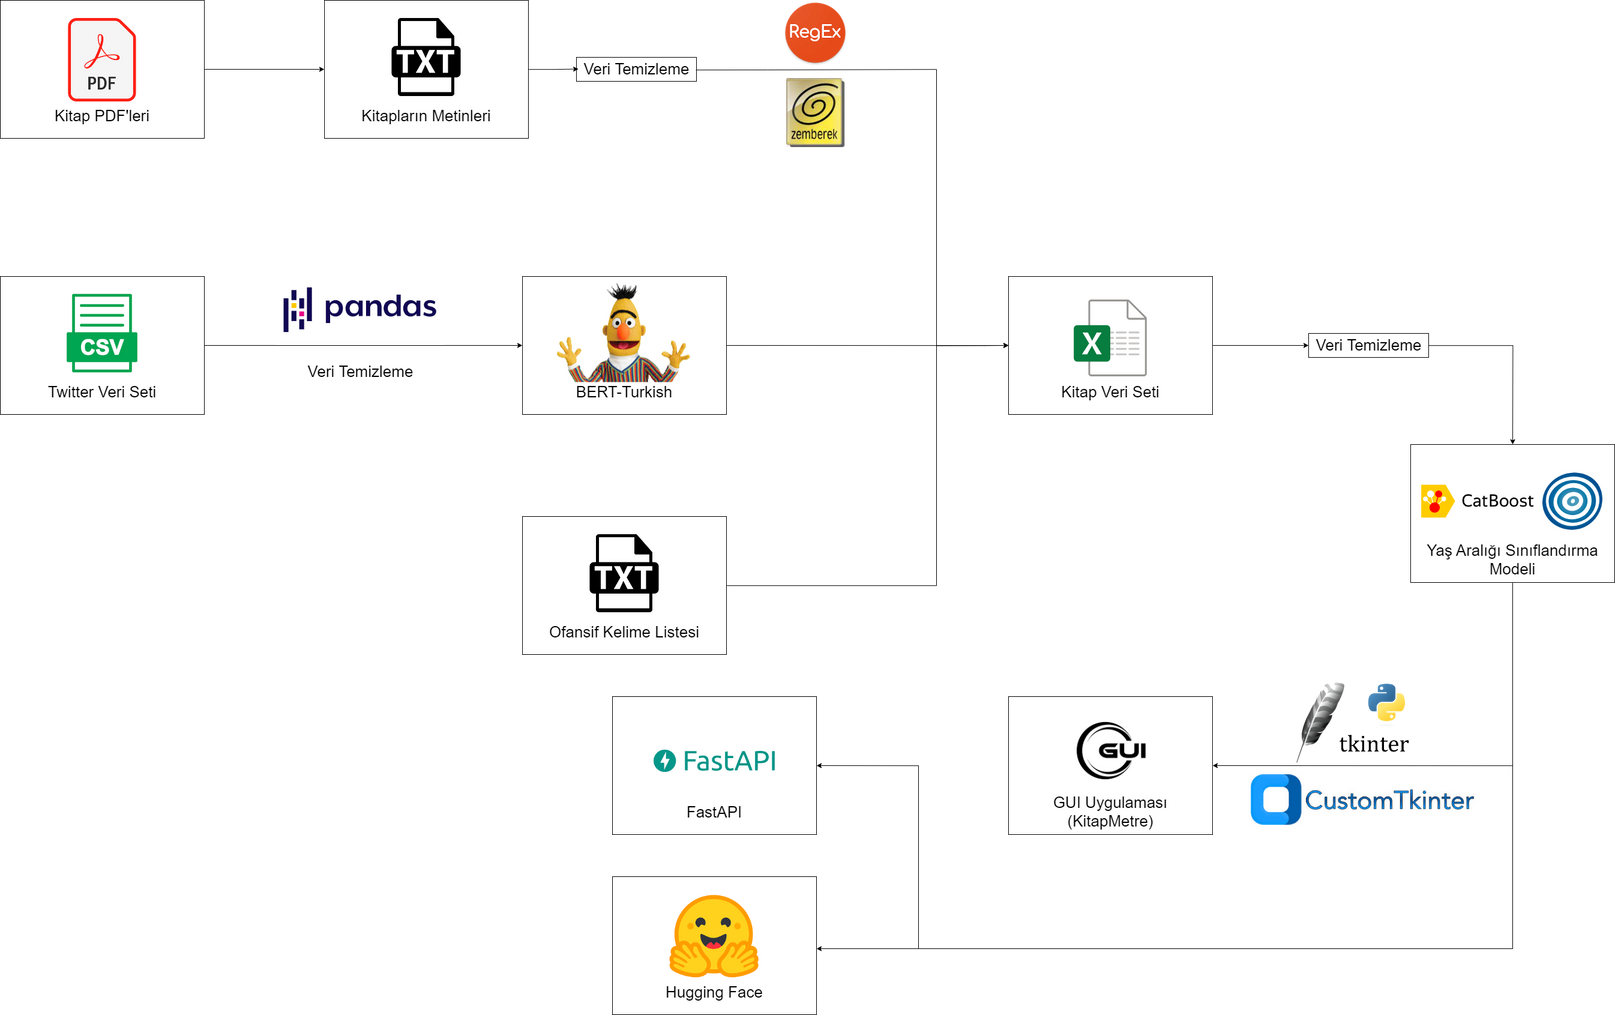 PDF
Kitap PDF'leri
TXT
Kitapların Metinleri
Veri Temizleme
RegEx
zemberek
CSV
Twitter Veri Seti
pandas
Veri Temizleme
BERT-Turkish
X
Kitap Veri Seti
Veri Temizleme
CatBoost
Yaş Aralığı Sınıflandırma
Modeli
TXT
Ofansif Kelime Listesi
FastAPI
FastAPI
GUI
GUI Uygulaması
(KitapMetre)
tkinter
CustomTkinter
Hugging Face